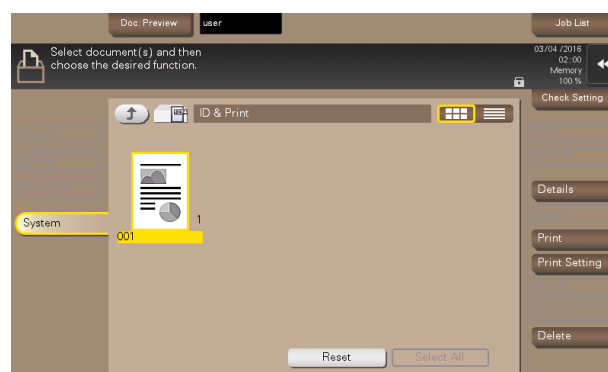 Doc. Preview
user
Job List
Select document(s) and then
choose the desired function.
03/04 /2016
02:00
Memory
100 %
Check Setting
ID & Print
Details
System
1
001
Print
Print Setting
Delete
Reset
Select All